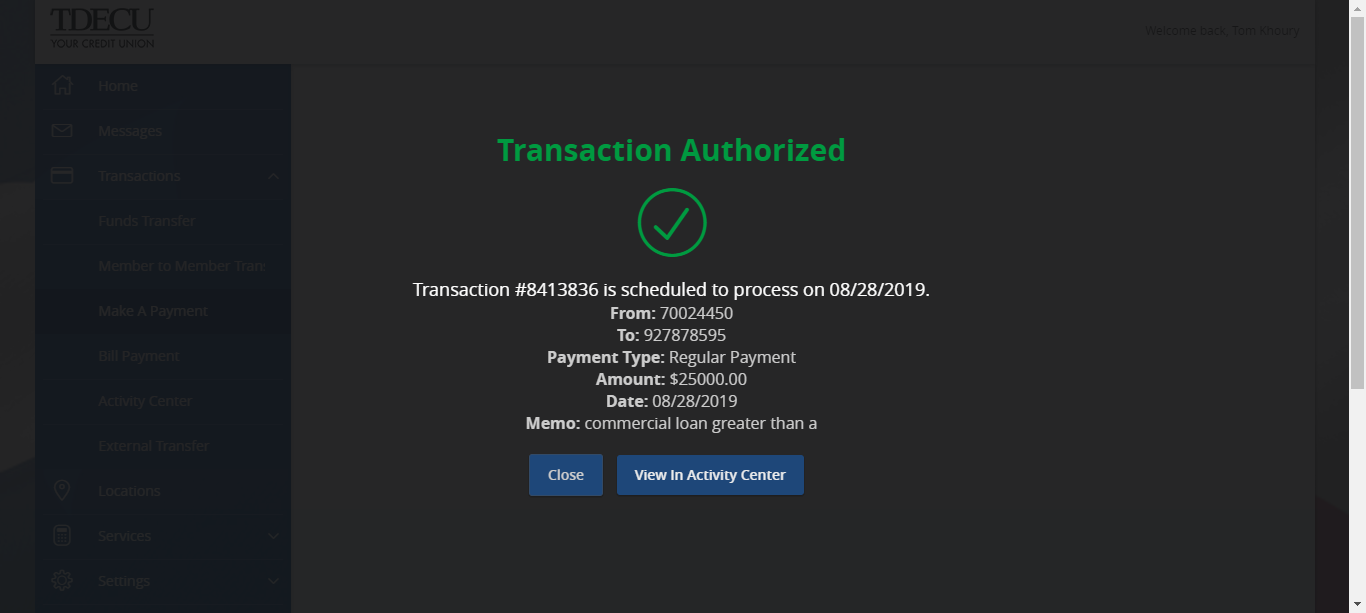 TDECU
YOUR CREDIT UNION
Welcome back, Tom Khoury
Home
Messages
Transactions
Funds Transfer
Member to Member Tran
Make A Payment
Bill Payment
Activity Center
External Transfer
Locations
Services
Settings
Transaction Authorized
Transaction #8413836 is scheduled to process on 08/28/2019.
From: 70024450
To: 927878595
Payment Type: Regular Payment
Amount: $25000.00
Date: 08/28/2019
Memo: commercial loan greater than a
Close
View In Activity Center